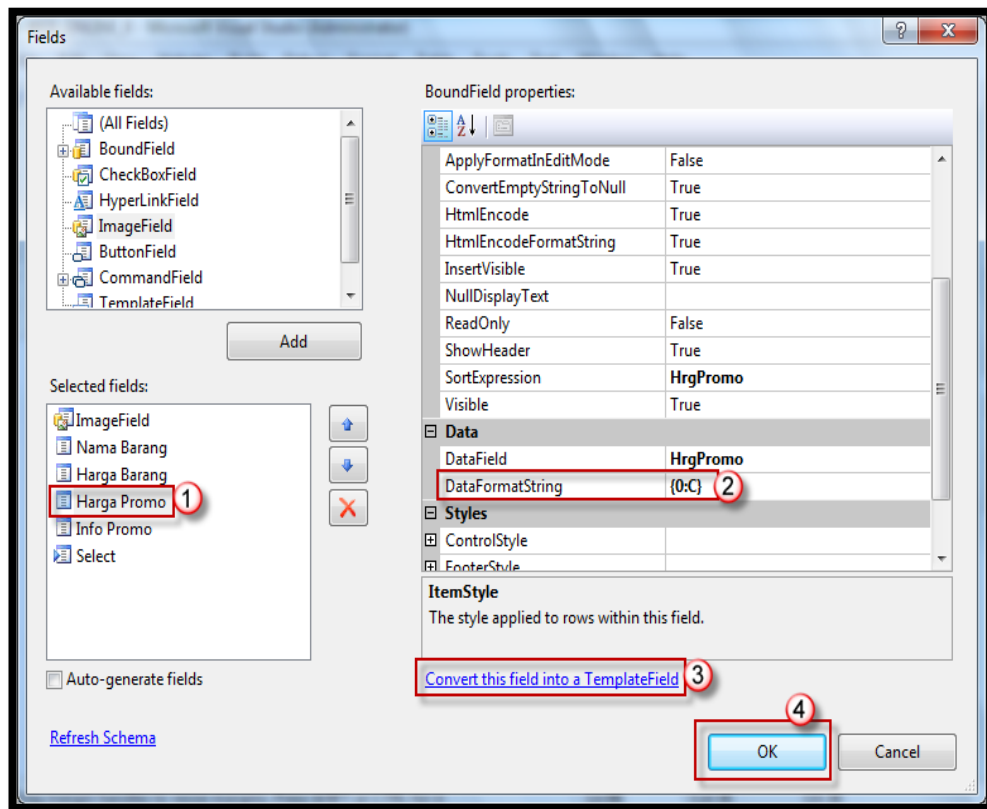 Fields
Available fields:
(All Fields)
BoundField
CheckBoxField
HyperLinkField
ImageField
ButtonField
CommandField
TemplateField
Add
Selected fields:
ImageField
Nama Barang
Harga Barang
Harga Promo 1
Info Promo
Select
Auto-generate fields
Refresh Schema
BoundField properties:
ApplyFormatInEditMode False
ConvertEmptyStringToNull True
HtmlEncode True
HtmlEncodeFormatString True
InsertVisible True
NullDisplayText
ReadOnly False
ShowHeader True
SortExpression HrgPromo
Visible True
Data
DataField HrgPromo
DataFormatString {0:C} 2
Styles
ControlStyle
FooterStyle
ItemStyle
The style applied to rows within this field.
Convert this field into a TemplateField 3
4
OK Cancel